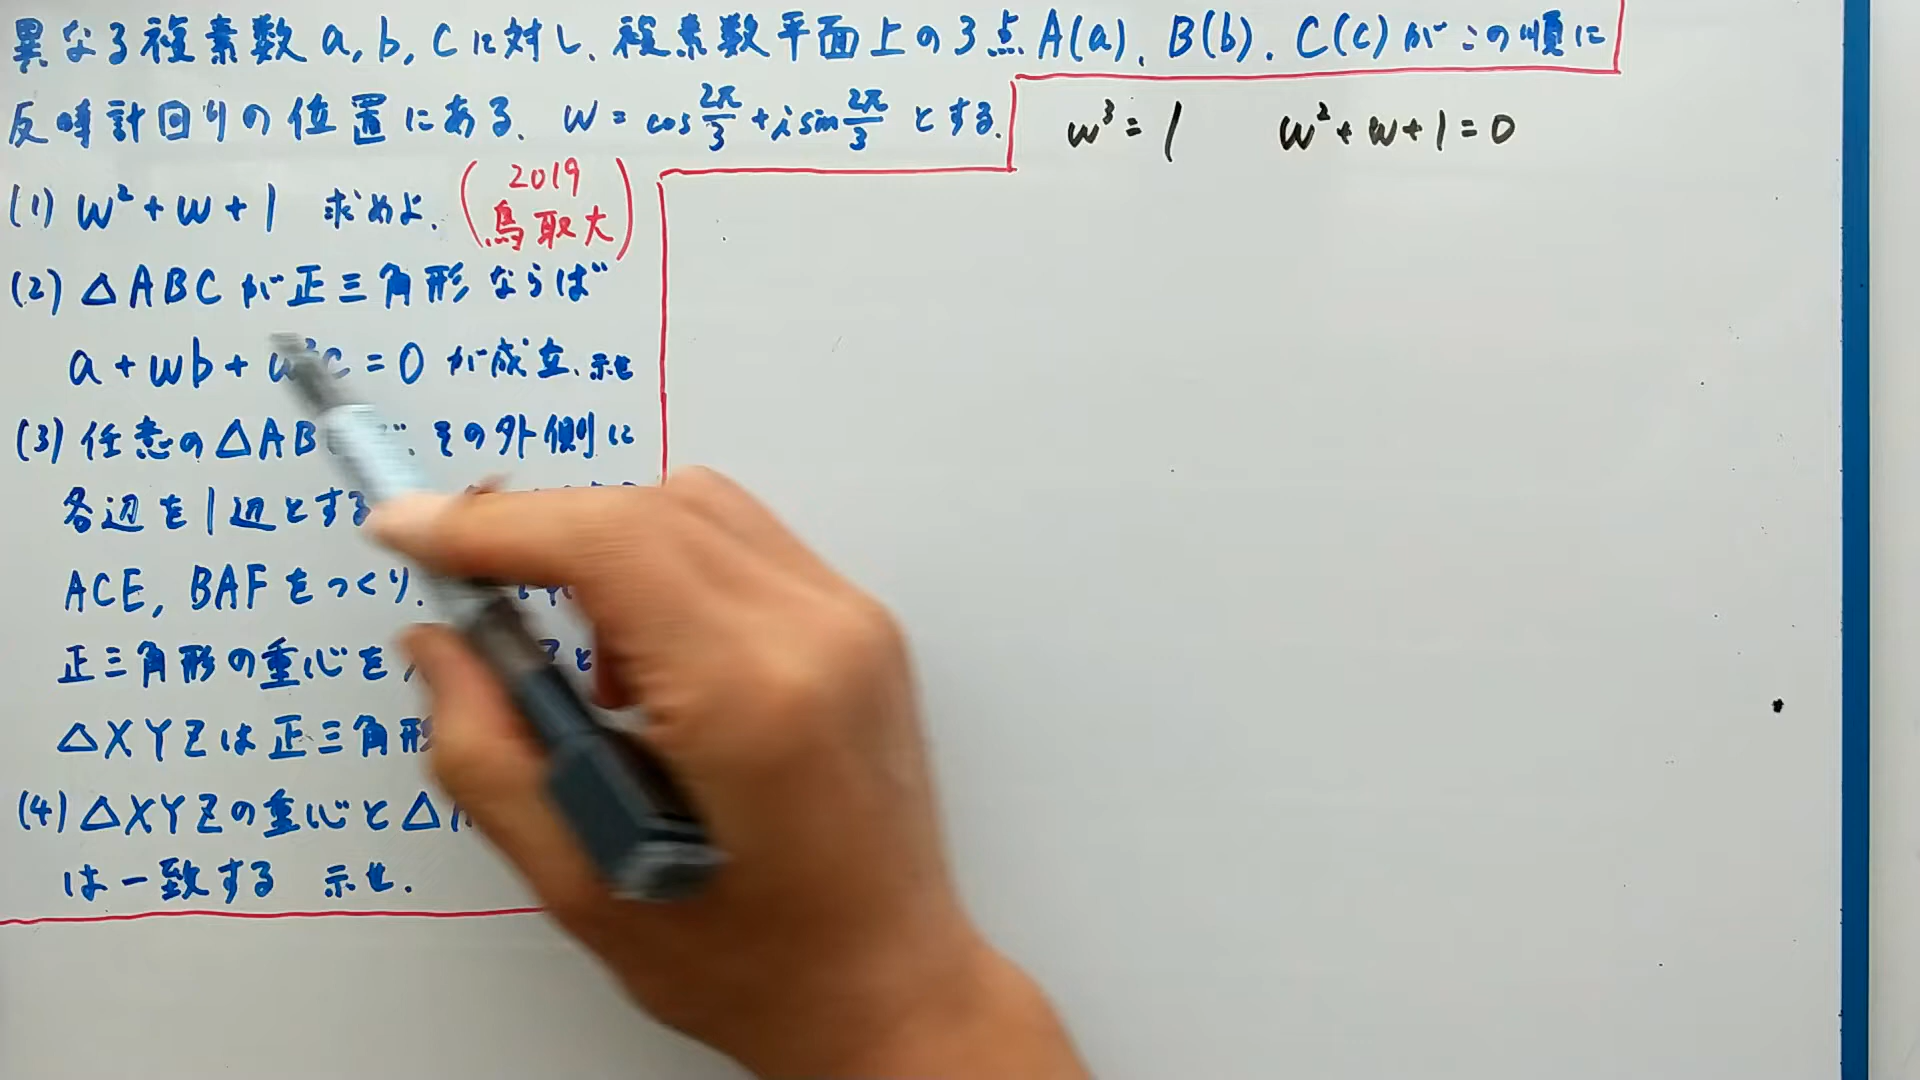 異なる複素数a,b,cに対し、複素数平面上の3点A(a)、B(b)、C(c)がこの順に
反時計回りの位置にある。w = cos 2π/3 + i sin 2π/3 とする。
w³ = 1 w² + w + 1 = 0
(1) w² + w + 1 求めよ.
(2019 鳥取大)
(2) △ABCが正三角形ならば
a + wb + w²c = 0 が成立、示せ
(3) 任意の△AB その外側に
各辺を1辺とする
ACE, BAFをつくり、
正三角形の重心を と
△XYZは正三角形
(4) △XYZの重心と△
は一致する 示せ.